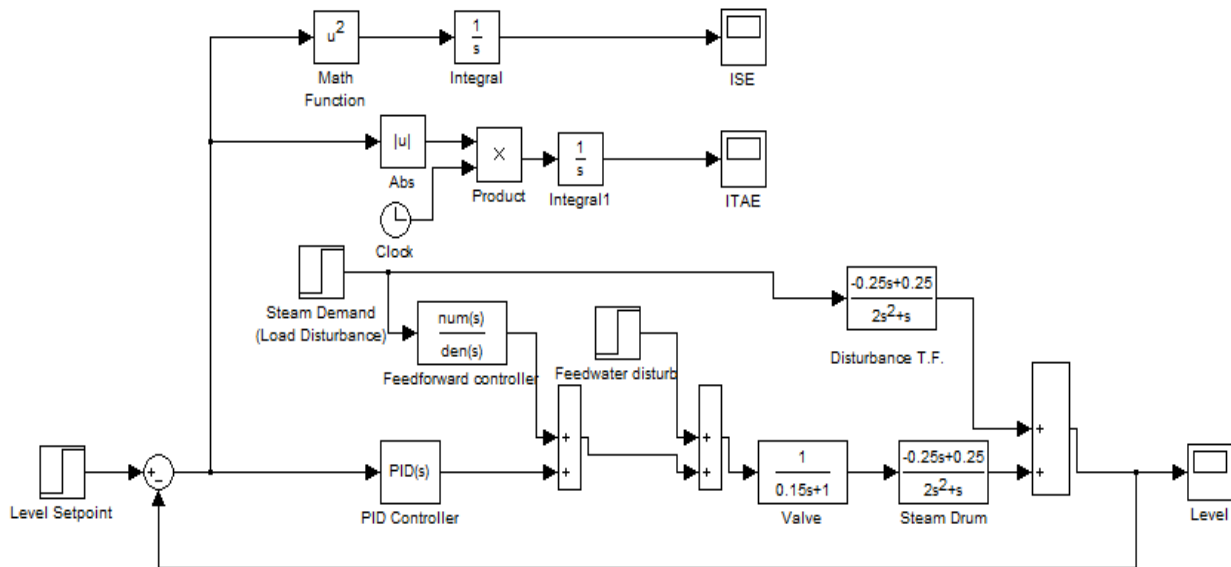 u²
Math
Function
1
s
Integral
ISE
|u|
Abs
×
Product
1
s
Integral1
ITAE
Clock
Steam Demand
(Load Disturbance)
num(s)
den(s)
Feedforward controller
Feedwater disturb
-0.25s+0.25
2s²+s
Disturbance T.F.
+
+
+
+
+
+
+
−
Level Setpoint
PID(s)
PID Controller
1
0.15s+1
Valve
-0.25s+0.25
2s²+s
Steam Drum
Level